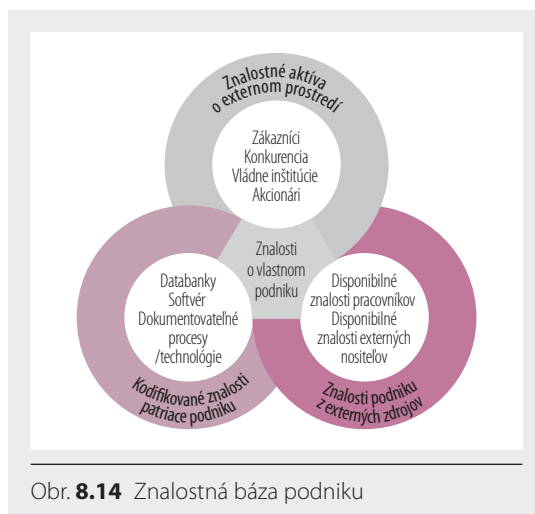 Znalostné aktíva
o externom prostredí
Zákazníci
Konkurencia
Vládne inštitúcie
Akcionári
Znalosti
o vlastnom
podniku
Databanky
Softvér
Dokumentovateľné
procesy
/technológie
Disponibilné
znalosti pracovníkov
Disponibilné
znalosti externých
nositeľov
Kodifikované znalosti
patriace podniku
Znalosti podniku
z externých zdrojov
Obr. 8.14 Znalostná báza podniku